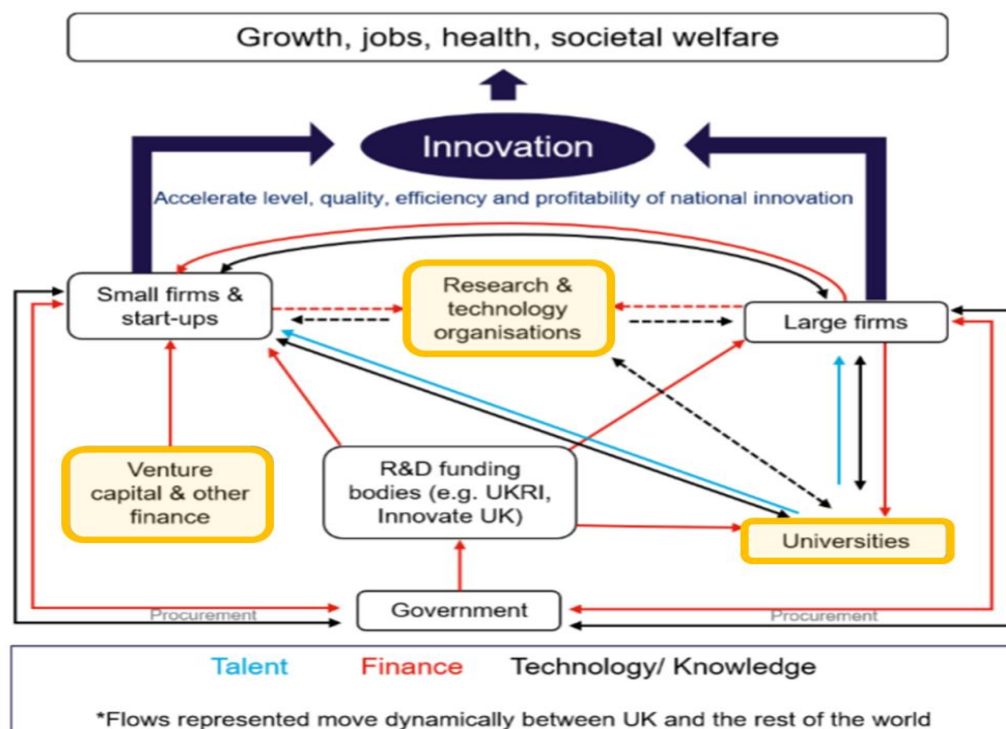 Growth, jobs, health, societal welfare
Innovation
Accelerate level, quality, efficiency and profitability of national innovation
Small firms &
start-ups
Research &
technology
organisations
Large firms
Venture
capital & other
finance
R&D funding
bodies (e.g. UKRI,
Innovate UK)
Universities
Government
Procurement
Procurement
Talent Finance Technology/ Knowledge
*Flows represented move dynamically between UK and the rest of the world